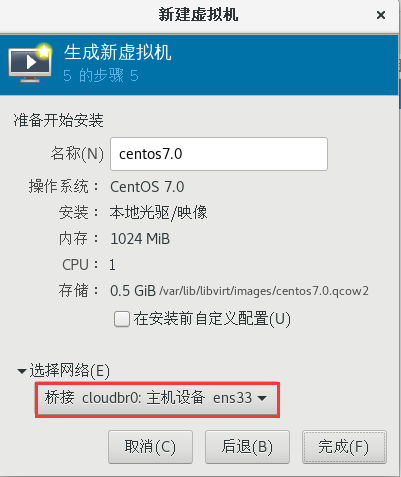 新建虚拟机
生成新虚拟机
5 的步骤 5
准备开始安装
名称(N) centos7.0
操作系统： CentOS 7.0
安装： 本地光驱/映像
内存： 1024 MiB
CPU： 1
存储： 0.5 GiB /var/lib/libvirt/images/centos7.0.qcow2
在安装前自定义配置(U)
选择网络(E)
桥接 cloudbr0: 主机设备 ens33
取消(C) 后退(B) 完成(F)